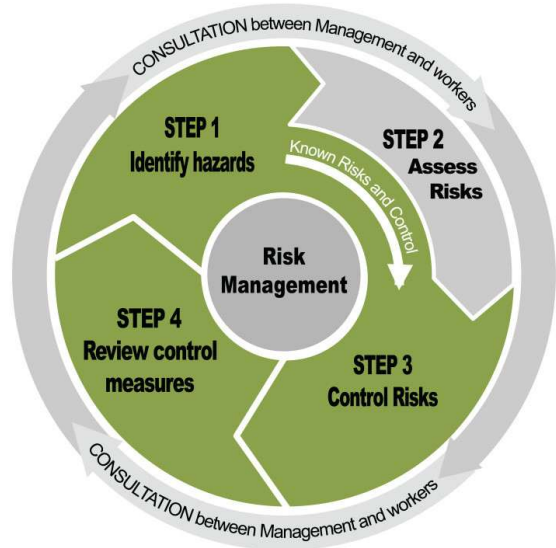 CONSULTATION between Management and workers
STEP 1
Identify hazards
STEP 2
Assess
Risks
Known Risks and Control
Risk
Management
STEP 3
Control Risks
STEP 4
Review control
measures
CONSULTATION between Management and workers